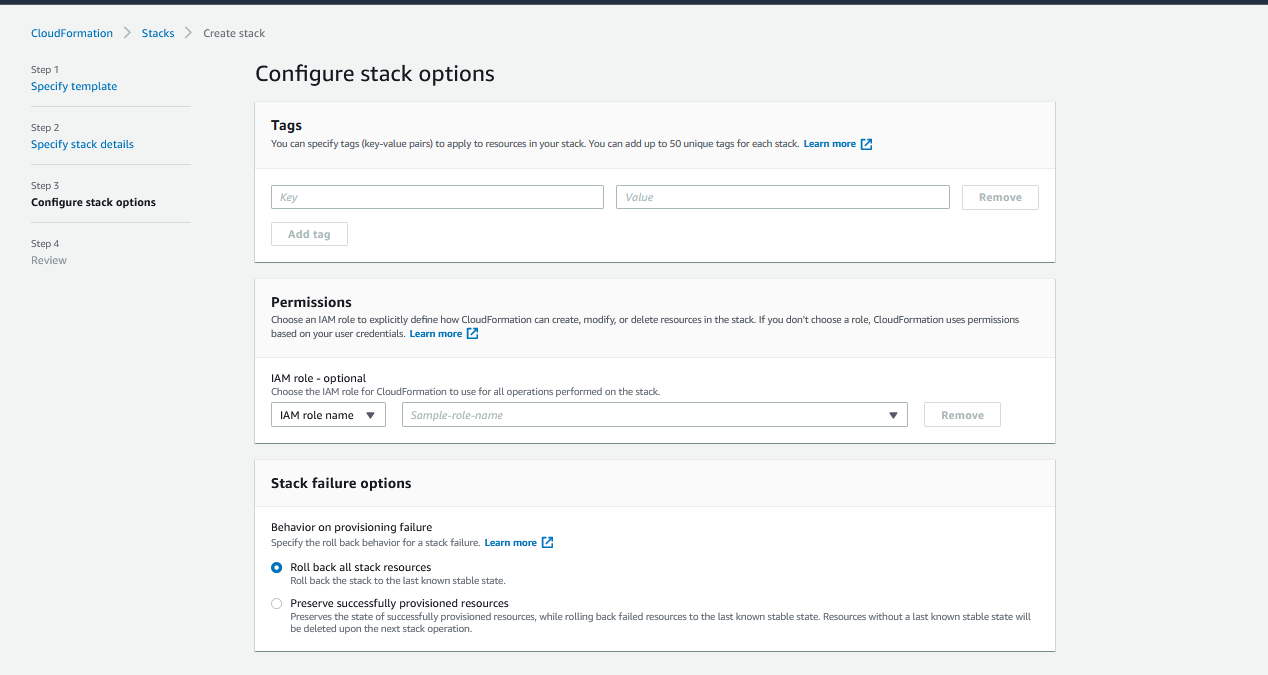 CloudFormation > Stacks > Create stack
Step 1
Specify template
Step 2
Specify stack details
Step 3
Configure stack options
Step 4
Review
Configure stack options
Tags
You can specify tags (key-value pairs) to apply to resources in your stack. You can add up to 50 unique tags for each stack. Learn more
Key Value Remove
Add tag
Permissions
Choose an IAM role to explicitly define how CloudFormation can create, modify, or delete resources in the stack. If you don't choose a role, CloudFormation uses permissions
based on your user credentials. Learn more
IAM role - optional
Choose the IAM role for CloudFormation to use for all operations performed on the stack.
IAM role name Sample-role-name Remove
Stack failure options
Behavior on provisioning failure
Specify the roll back behavior for a stack failure. Learn more
Roll back all stack resources
Roll back the stack to the last known stable state.
Preserve successfully provisioned resources
Preserves the state of successfully provisioned resources, while rolling back failed resources to the last known stable state. Resources without a last known stable state will
be deleted upon the next stack operation.